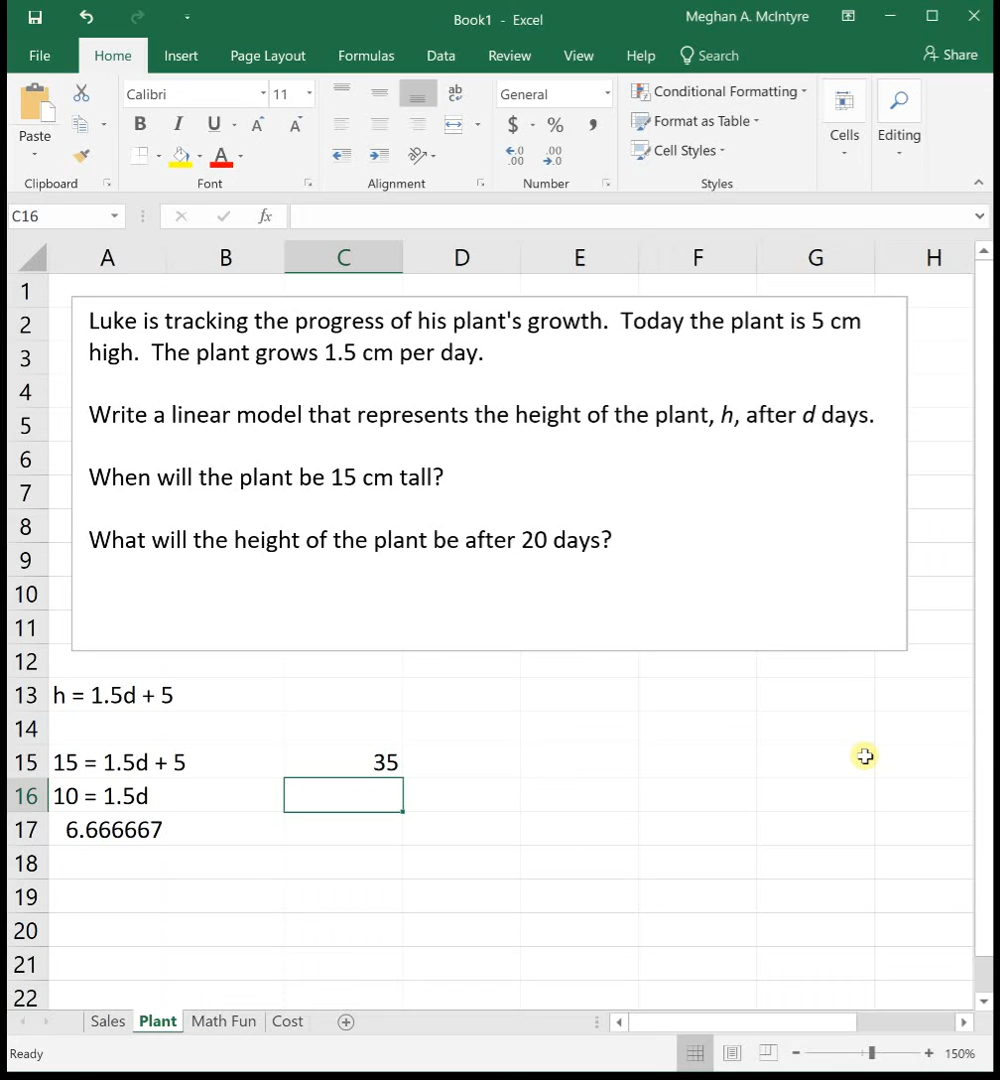 Book1 - Excel
Meghan A. McIntyre
File Home Insert Page Layout Formulas Data Review View Help Search Share
Calibri 11 General Conditional Formatting
Paste B I U A A $ % , Format as Table Cells Editing
A Cell Styles
Clipboard Font Alignment Number Styles
C16 fx
A B C D E F G H
1
2
3
4
5
6
7
8
9
10
11
12
Luke is tracking the progress of his plant's growth. Today the plant is 5 cm
high. The plant grows 1.5 cm per day.
Write a linear model that represents the height of the plant, h, after d days.
When will the plant be 15 cm tall?
What will the height of the plant be after 20 days?
13 h = 1.5d + 5
14
15 15 = 1.5d + 5 35
16 10 = 1.5d
17 6.666667
18
19
20
21
22
Sales Plant Math Fun Cost
Ready 150%